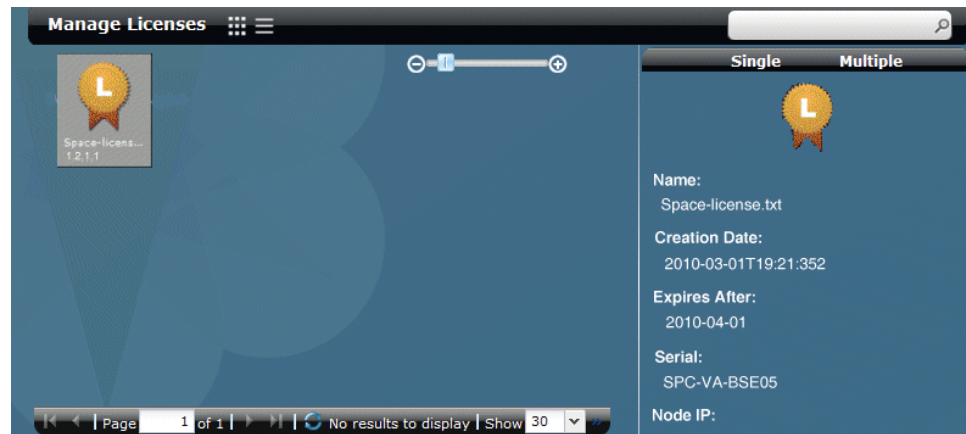 Manage Licenses
L
Space-licens...
1.2.1.1
Single Multiple
L
Name:
Space-license.txt
Creation Date:
2010-03-01T19:21:352
Expires After:
2010-04-01
Serial:
SPC-VA-BSE05
Node IP:
Page 1 of 1 No results to display Show 30